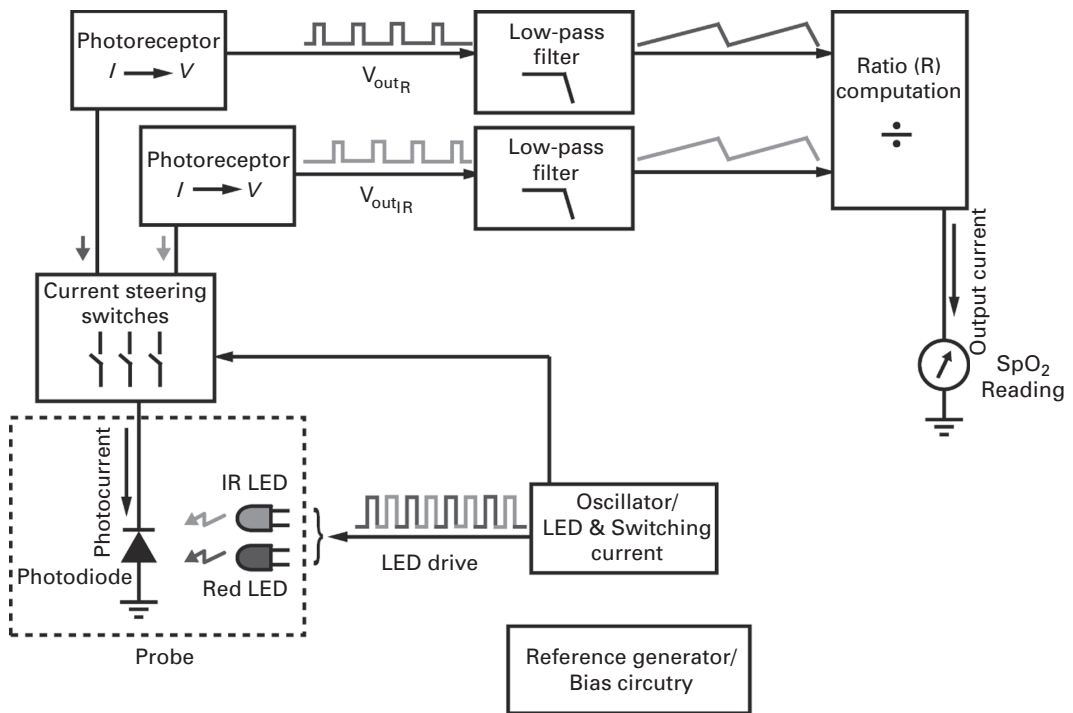 Photoreceptor
I → V
V_outR
Low-pass
filter
Ratio (R)
computation
÷
Photoreceptor
I → V
V_outIR
Low-pass
filter
Current steering
switches
Output current
SpO₂
Reading
Photocurrent
IR LED
Photodiode
Red LED
Probe
LED drive
Oscillator/
LED & Switching
current
Reference generator/
Bias circutry